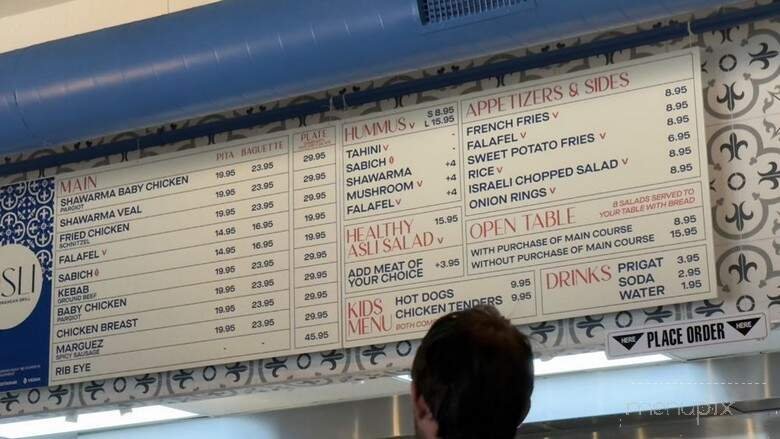 MAIN PITA BAGUETTE PLATE
SHAWARMA BABY CHICKEN 19.95 23.95 29.95
PARGIOT
SHAWARMA VEAL 19.95 23.95 29.95
FRIED CHICKEN 19.95 23.95 29.95
SCHNITZEL
FALAFEL V 14.95 16.95 29.95
SABICH 14.95 16.95 29.95
KEBAB 19.95 23.95 29.95
GROUND BEEF
BABY CHICKEN 19.95 23.95 29.95
PARGIOT
CHICKEN BREAST 19.95 23.95 29.95
MARGUEZ 19.95 23.95 29.95
SPICY SAUSAGE
RIB EYE 45.95
HUMMUS V S 8.95
L 15.95
TAHINI V -
SABICH +4
SHAWARMA +4
MUSHROOM V +4
FALAFEL V -
HEALTHY 15.95
ASLI SALAD V
ADD MEAT OF +3.95
YOUR CHOICE
KIDS
MENU
HOT DOGS 9.95
CHICKEN TENDERS 9.95
BOTH COM
APPETIZERS & SIDES
FRENCH FRIES V 8.95
FALAFEL V 8.95
SWEET POTATO FRIES V 8.95
RICE V 6.95
ISRAELI CHOPPED SALAD V 8.95
ONION RINGS V 8.95
OPEN TABLE 8 SALADS SERVED TO
YOUR TABLE WITH BREAD
WITH PURCHASE OF MAIN COURSE 8.95
WITHOUT PURCHASE OF MAIN COURSE 15.95
DRINKS
PRIGAT 3.95
SODA 2.95
WATER 1.95
SLI
HERE PLACE ORDER HERE
menupix